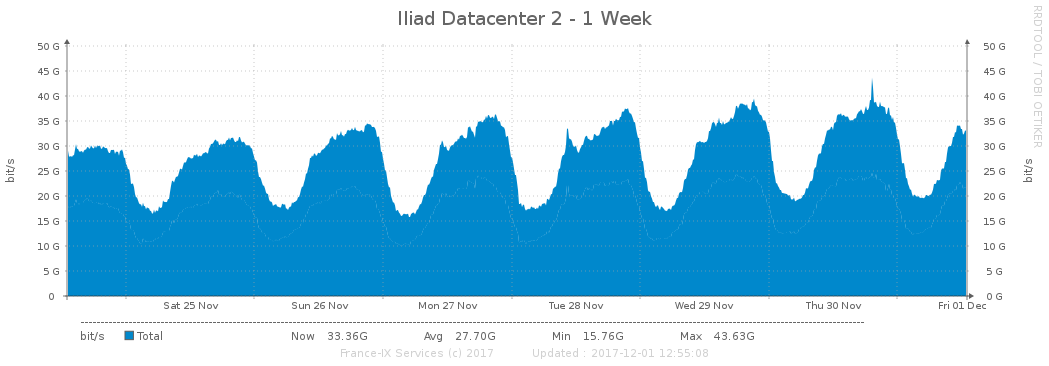 Iliad Datacenter 2 - 1 Week
RRDTOOL / TOBI OETIKER
50 G 50 G
45 G 45 G
40 G 40 G
35 G 35 G
30 G 30 G
25 G 25 G
20 G 20 G
15 G 15 G
10 G 10 G
5 G 5 G
0 0 G
bit/s bit/s
Sat 25 Nov Sun 26 Nov Mon 27 Nov Tue 28 Nov Wed 29 Nov Thu 30 Nov Fri 01 Dec
bit/s Total Now 33.36G Avg 27.70G Min 15.76G Max 43.63G
France-IX Services (c) 2017 Updated : 2017-12-01 12:55:08